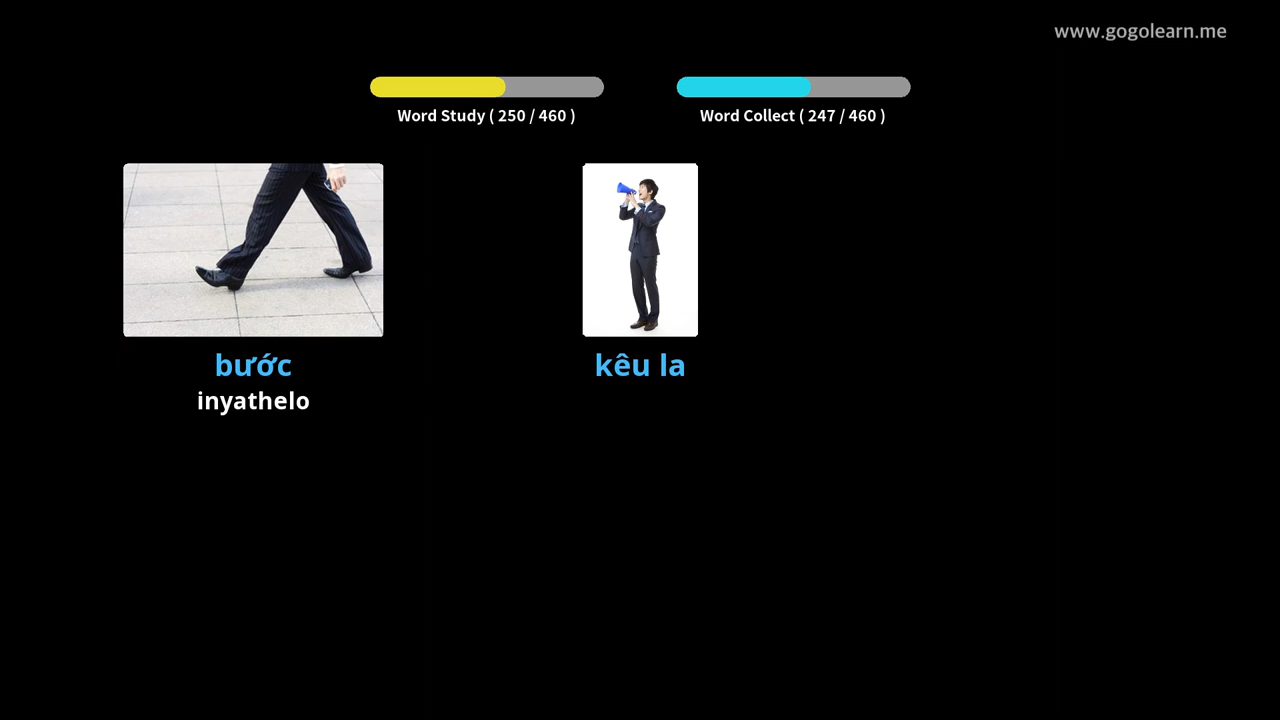 www.gogolearn.me
Word Study ( 250 / 460 )
Word Collect ( 247 / 460 )
bước
inyathelo
kêu la